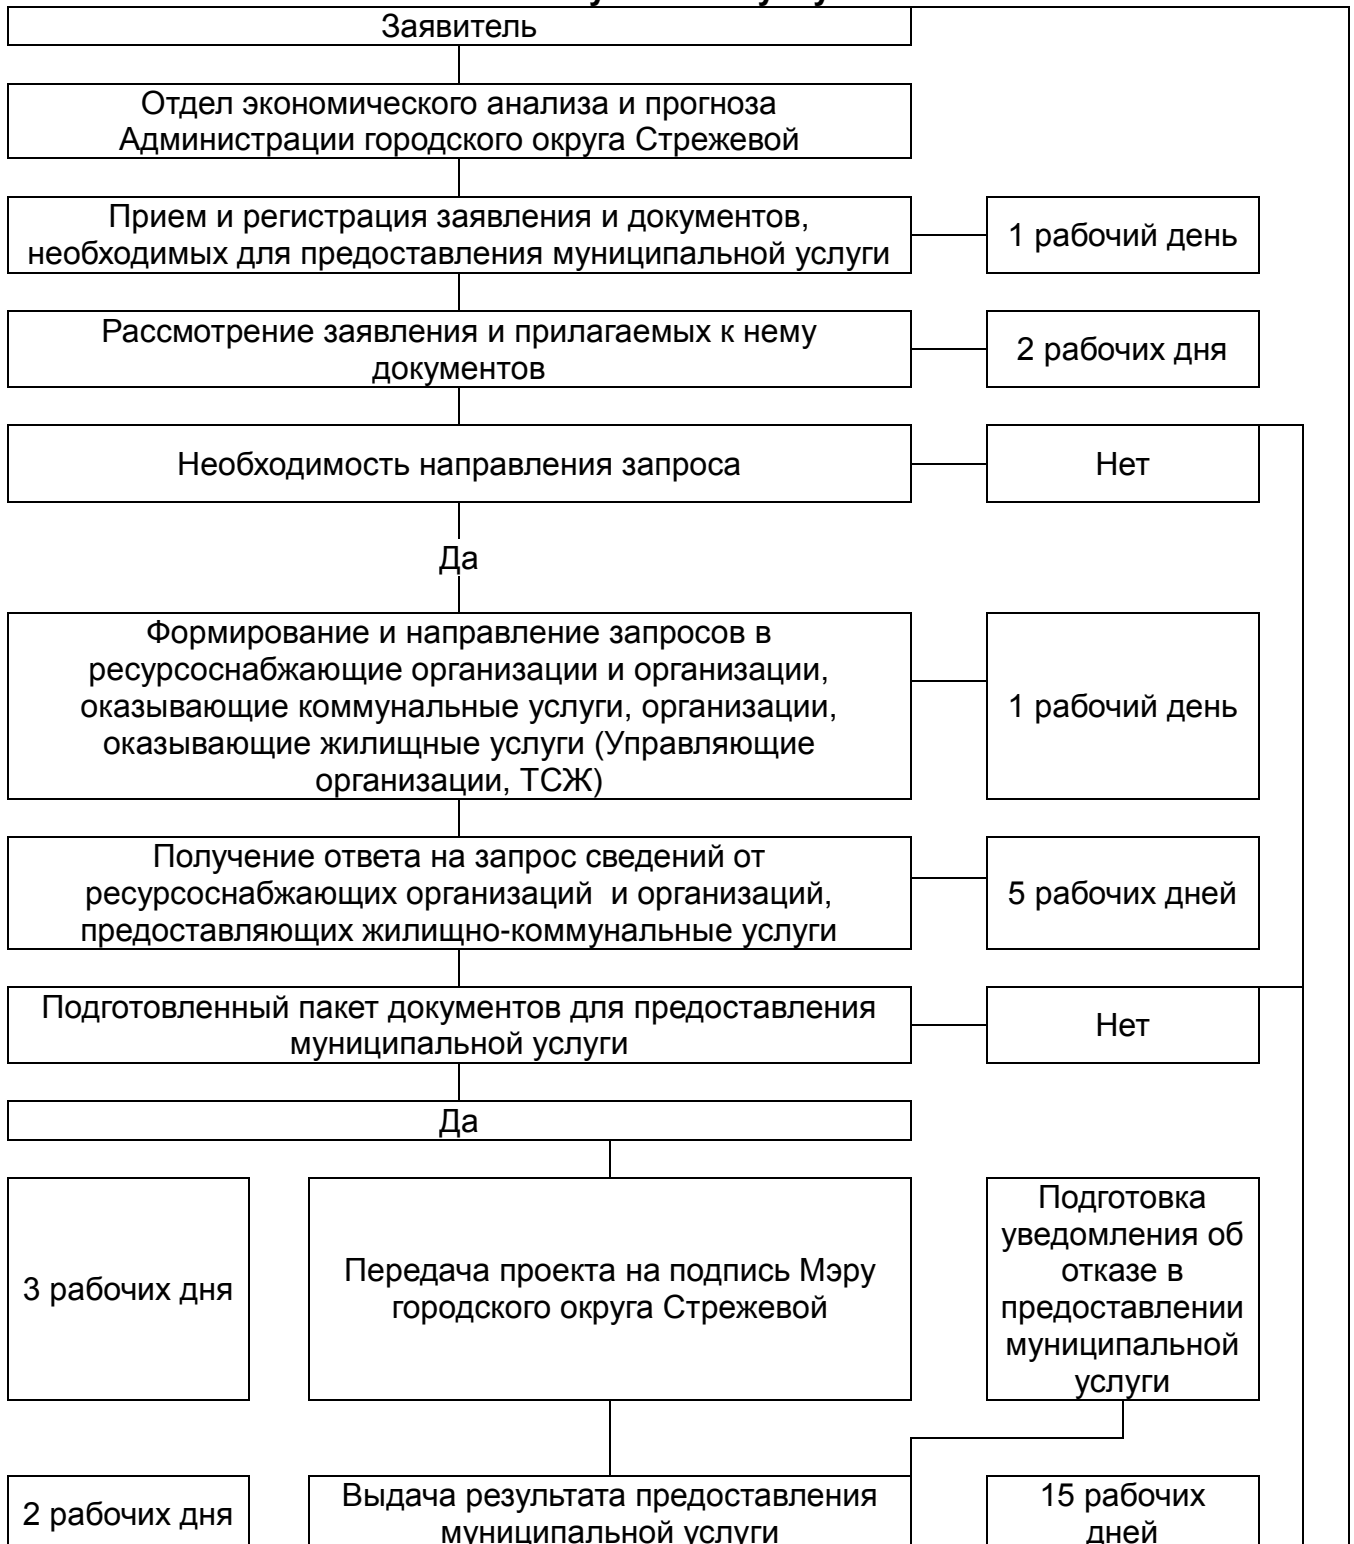 Заявитель
Отдел экономического анализа и прогноза
Администрации городского округа Стрежевой
Прием и регистрация заявления и документов,
необходимых для предоставления муниципальной услуги
1 рабочий день
Рассмотрение заявления и прилагаемых к нему
документов
2 рабочих дня
Необходимость направления запроса
Нет
Да
Формирование и направление запросов в
ресурсоснабжающие организации и организации,
оказывающие коммунальные услуги, организации,
оказывающие жилищные услуги (Управляющие
организации, ТСЖ)
1 рабочий день
Получение ответа на запрос сведений от
ресурсоснабжающих организаций  и организаций,
предоставляющих жилищно-коммунальные услуги
5 рабочих дней
Подготовленный пакет документов для предоставления
муниципальной услуги
Нет
Да
3 рабочих дня
Передача проекта на подпись Мэру
городского округа Стрежевой
Подготовка
уведомления об
отказе в
предоставлении
муниципальной
услуги
2 рабочих дня
Выдача результата предоставления
муниципальной услуги
15 рабочих
дней